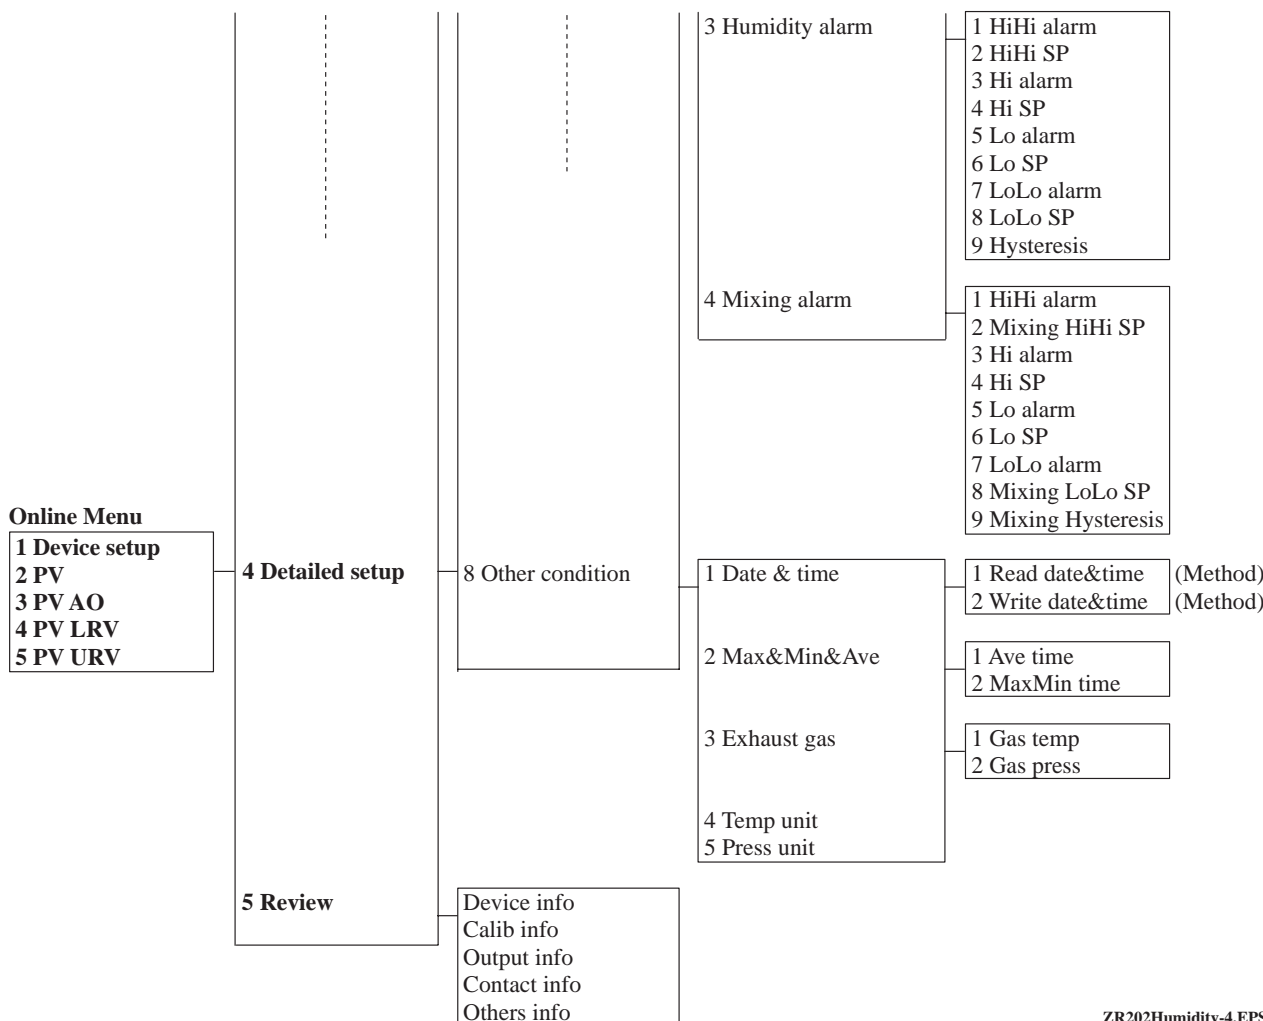 3 Humidity alarm
1 HiHi alarm
2 HiHi SP
3 Hi alarm
4 Hi SP
5 Lo alarm
6 Lo SP
7 LoLo alarm
8 LoLo SP
9 Hysteresis
4 Mixing alarm
1 HiHi alarm
2 Mixing HiHi SP
3 Hi alarm
4 Hi SP
5 Lo alarm
6 Lo SP
7 LoLo alarm
8 Mixing LoLo SP
9 Mixing Hysteresis
Online Menu
1 Device setup
2 PV
3 PV AO
4 PV LRV
5 PV URV
4 Detailed setup
8 Other condition
1 Date & time
1 Read date&time (Method)
2 Write date&time (Method)
2 Max&Min&Ave
1 Ave time
2 MaxMin time
3 Exhaust gas
1 Gas temp
2 Gas press
4 Temp unit
5 Press unit
5 Review
Device info
Calib info
Output info
Contact info
Others info
ZR202Humidity-4.EPS